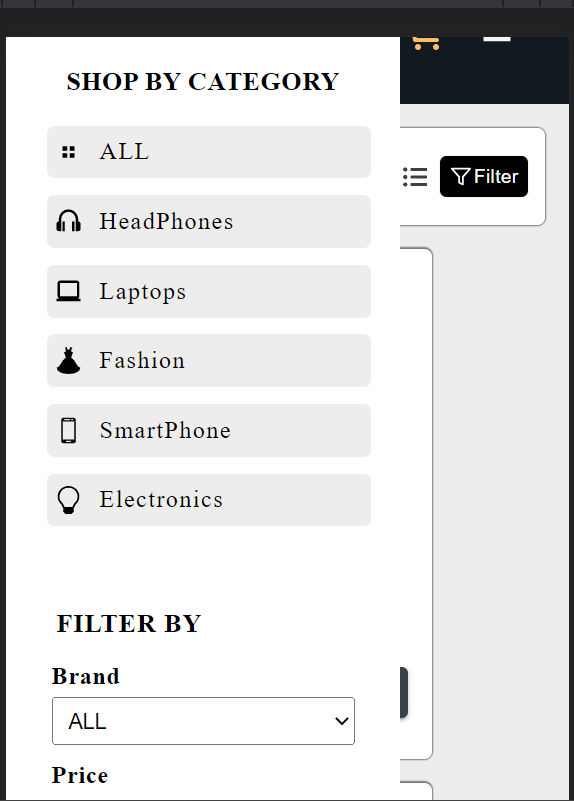 SHOP BY CATEGORY
ALL
Filter
HeadPhones
Laptops
Fashion
SmartPhone
Electronics
FILTER BY
Brand
ALL
Price